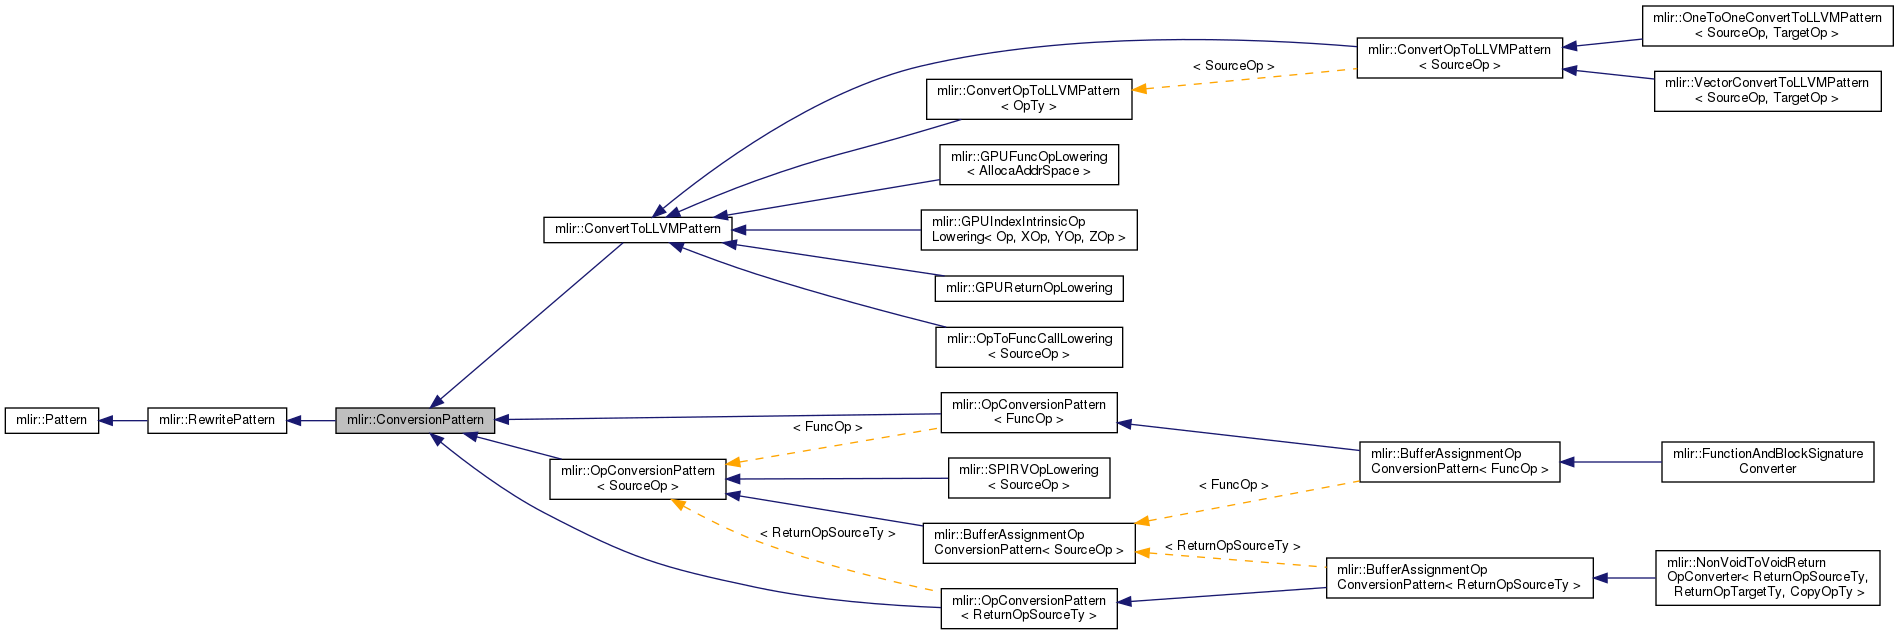 mlir::OneToOneConvertToLLVMPattern
< SourceOp, TargetOp >
mlir::ConvertOpToLLVMPattern
< SourceOp >
< SourceOp >
mlir::VectorConvertToLLVMPattern
< SourceOp, TargetOp >
mlir::ConvertOpToLLVMPattern
< OpTy >
mlir::GPUFuncOpLowering
< AllocaAddrSpace >
mlir::ConvertToLLVMPattern
mlir::GPUIndexIntrinsicOp
Lowering< Op, XOp, YOp, ZOp >
mlir::GPUReturnOpLowering
mlir::OpToFuncCallLowering
< SourceOp >
mlir::Pattern
mlir::RewritePattern
mlir::ConversionPattern
mlir::OpConversionPattern
< FuncOp >
< FuncOp >
mlir::OpConversionPattern
< SourceOp >
mlir::SPIRVOpLowering
< SourceOp >
mlir::BufferAssignmentOp
ConversionPattern< FuncOp >
mlir::FunctionAndBlockSignature
Converter
< FuncOp >
mlir::BufferAssignmentOp
ConversionPattern< SourceOp >
< ReturnOpSourceTy >
< ReturnOpSourceTy >
mlir::BufferAssignmentOp
ConversionPattern< ReturnOpSourceTy >
mlir::NonVoidToVoidReturn
OpConverter< ReturnOpSourceTy,
ReturnOpTargetTy, CopyOpTy >
mlir::OpConversionPattern
< ReturnOpSourceTy >